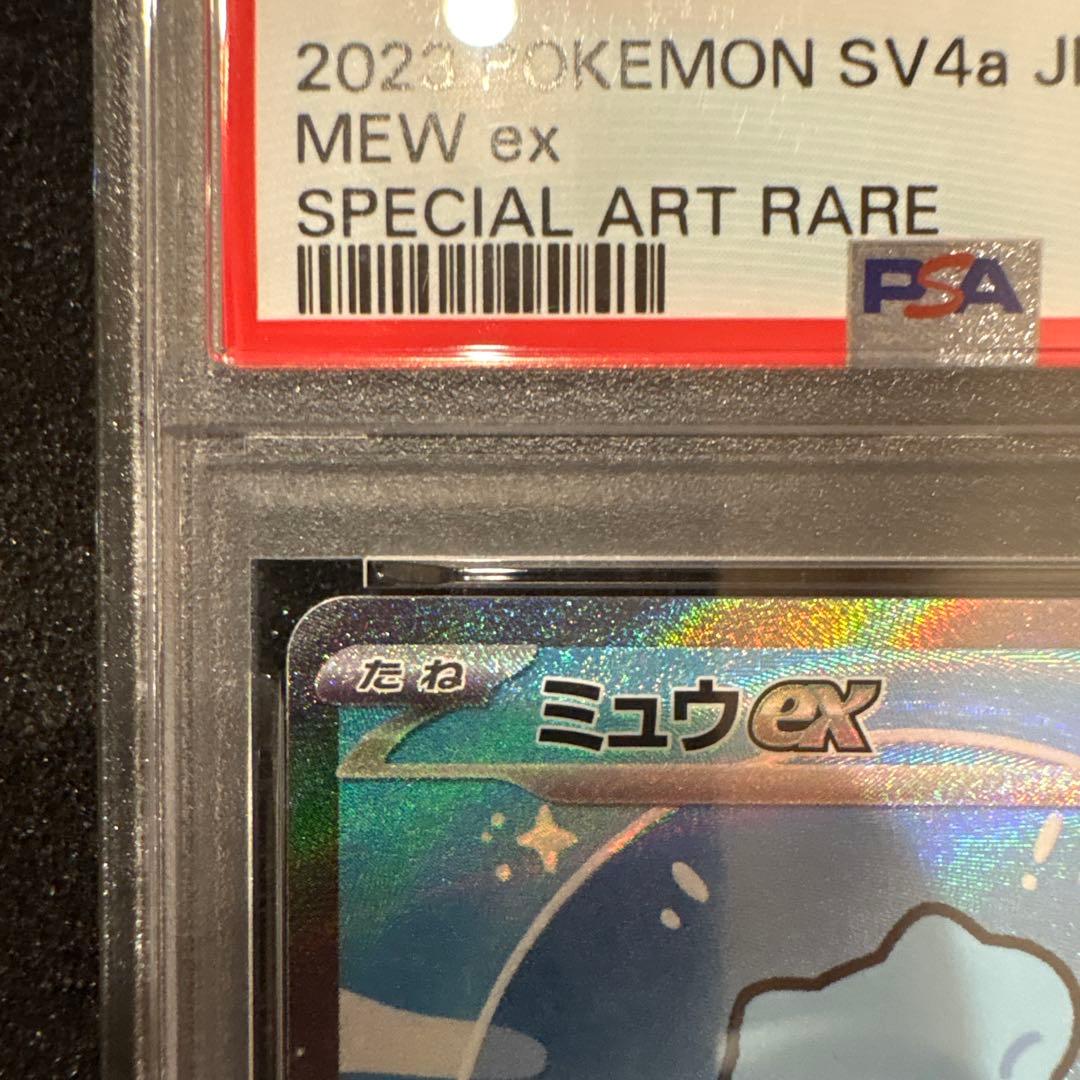 2023 POKEMON SV4a
MEW ex
SPECIAL ART RARE
PSA
たね
ミュウex